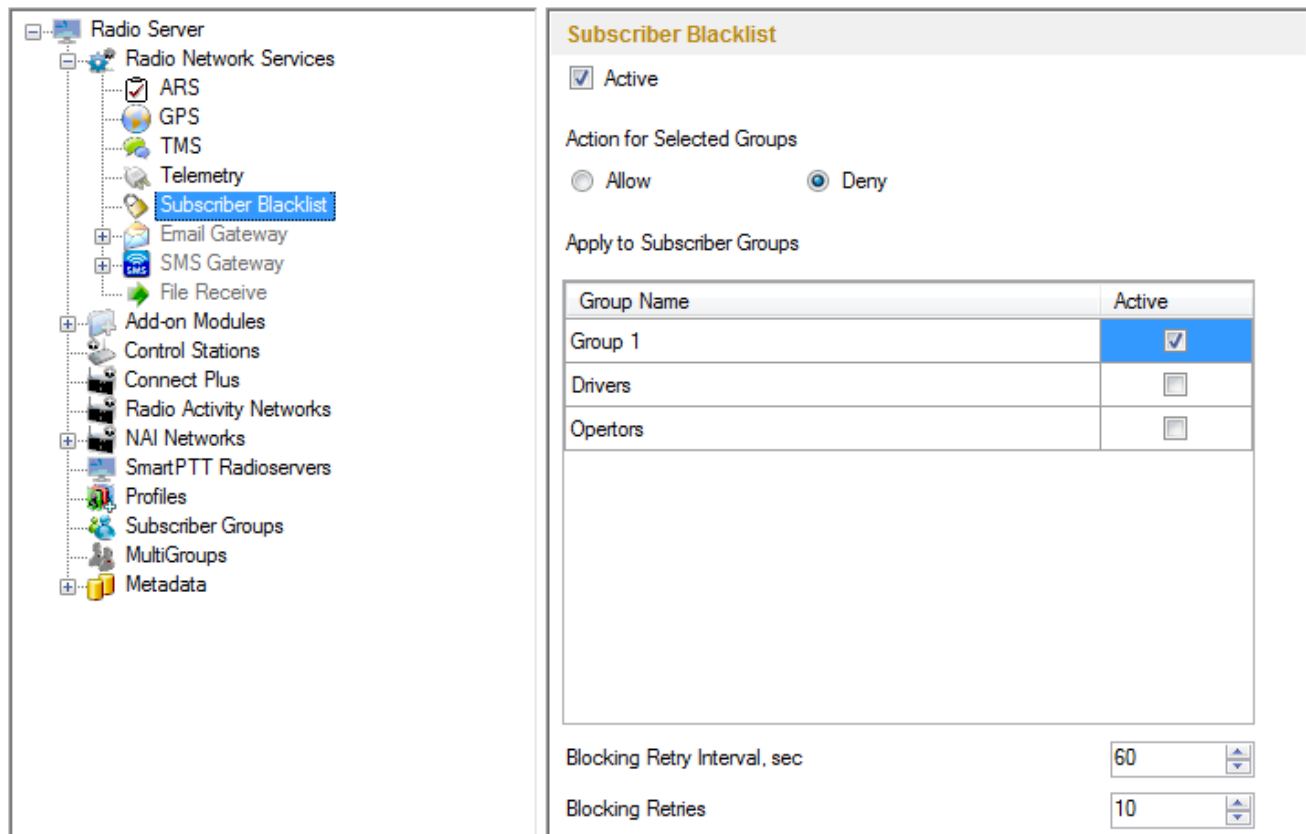 Radio Server
Radio Network Services
ARS
GPS
TMS
Telemetry
Subscriber Blacklist
Email Gateway
SMS Gateway
File Receive
Add-on Modules
Control Stations
Connect Plus
Radio Activity Networks
NAI Networks
SmartPTT Radioservers
Profiles
Subscriber Groups
MultiGroups
Metadata
Subscriber Blacklist
Active
Action for Selected Groups
Allow Deny
Apply to Subscriber Groups
Group Name Active
Group 1
Drivers
Opertors
Blocking Retry Interval, sec 60
Blocking Retries 10